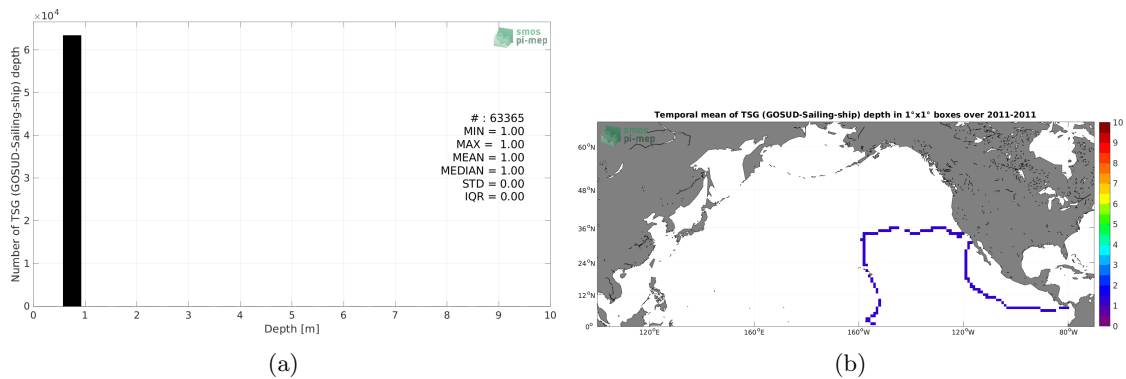 ×10⁴
smos
pi-mep
Number of TSG (GOSUD-Sailing-ship) depth
6
5
4
3
2
1
0
# : 63365
MIN = 1.00
MAX = 1.00
MEAN = 1.00
MEDIAN = 1.00
STD = 0.00
IQR = 0.00
0 1 2 3 4 5 6 7 8 9 10
Depth [m]
(a)
Temporal mean of TSG (GOSUD-Sailing-ship) depth in 1°x1° boxes over 2011-2011
smos
pi-mep
60°N
48°N
36°N
24°N
12°N
0°
120°E 160°E 160°W 120°W 80°W
10
9
8
7
6
5
4
3
2
1
0
(b)